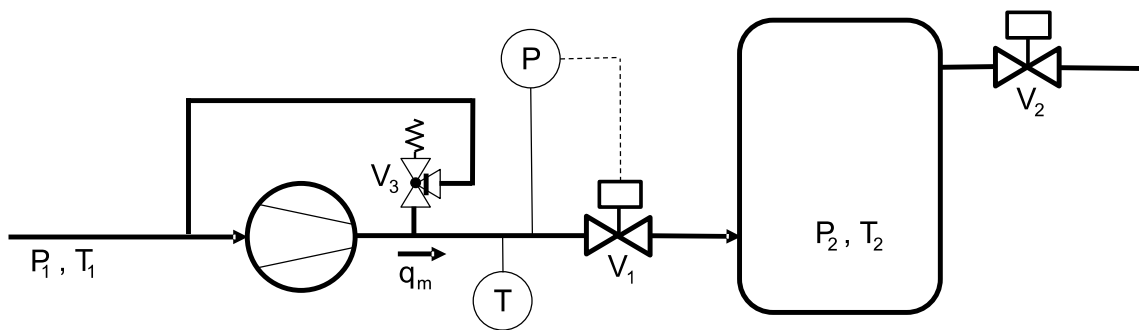 P
V₂
V₃
P₁ , T₁
qₘ
T
V₁
P₂ , T₂